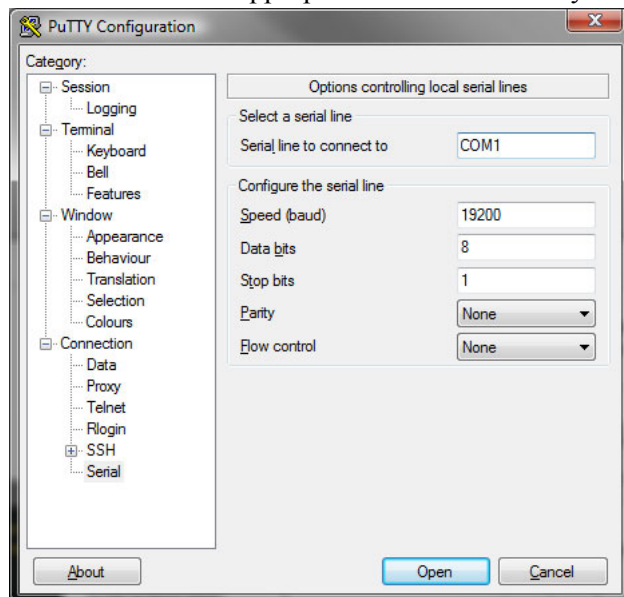 PuTTY Configuration
Category:
Session
Logging
Terminal
Keyboard
Bell
Features
Window
Appearance
Behaviour
Translation
Selection
Colours
Connection
Data
Proxy
Telnet
Rlogin
SSH
Serial
Options controlling local serial lines
Select a serial line
Serial line to connect to COM1
Configure the serial line
Speed (baud) 19200
Data bits 8
Stop bits 1
Parity None
Flow control None
About Open Cancel